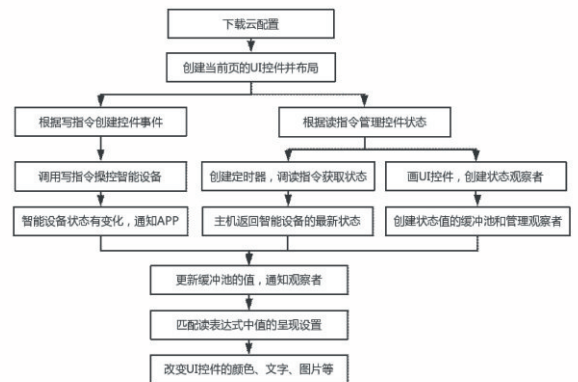 下载云配置
创建当前页的UI控件并布局
根据写指令创建控件事件
根据读指令管理控件状态
调用写指令操控智能设备
创建定时器，调读指令获取状态
画UI控件，创建状态观察者
智能设备状态有变化，通知APP
主机返回智能设备的最新状态
创建状态值的缓冲池和管理观察者
更新缓冲池的值，通知观察者
匹配读表达式中值的呈现设置
改变UI控件的颜色、文字、图片等